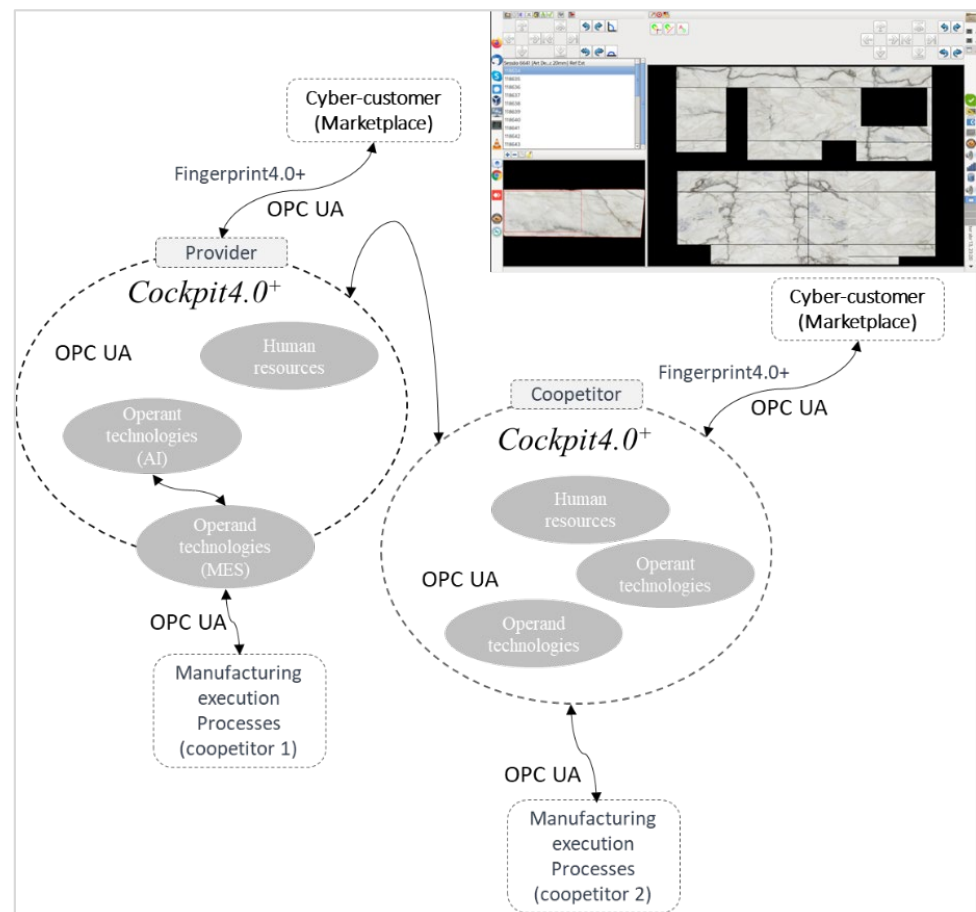 Cyber-customer
(Marketplace)
Fingerprint4.0+
OPC UA
Provider
Cockpit4.0+
OPC UA
Human
resources
Operant
technologies
(AI)
Operand
technologies
(MES)
OPC UA
Manufacturing
execution
Processes
(coopetitor 1)
Cyber-customer
(Marketplace)
Fingerprint4.0+
OPC UA
Coopetitor
Cockpit4.0+
Human
resources
OPC UA
Operant
technologies
Operand
technologies
OPC UA
Manufacturing
execution
Processes
(coopetitor 2)